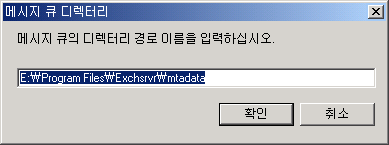 메시지 큐 디렉터리
메시지 큐의 디렉터리 경로 이름을 입력하십시오.
E:₩Program Files₩Exchsrvr₩mtadata
확인 취소